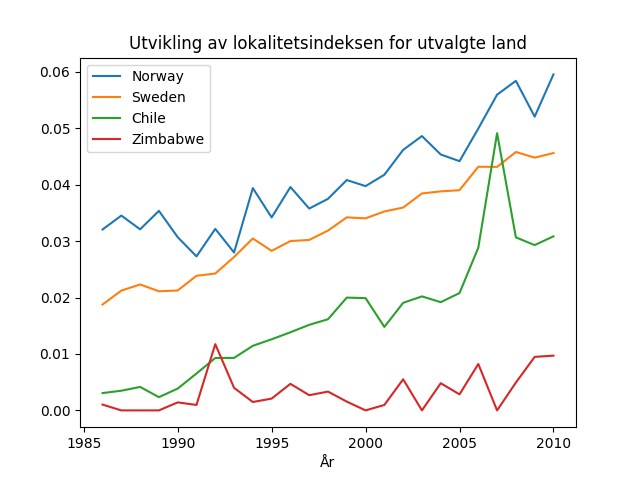 Utvikling av lokalitetsindeksen for utvalgte land
Norway
Sweden
Chile
Zimbabwe
0.06
0.05
0.04
0.03
0.02
0.01
0.00
1985 1990 1995 2000 2005 2010
År